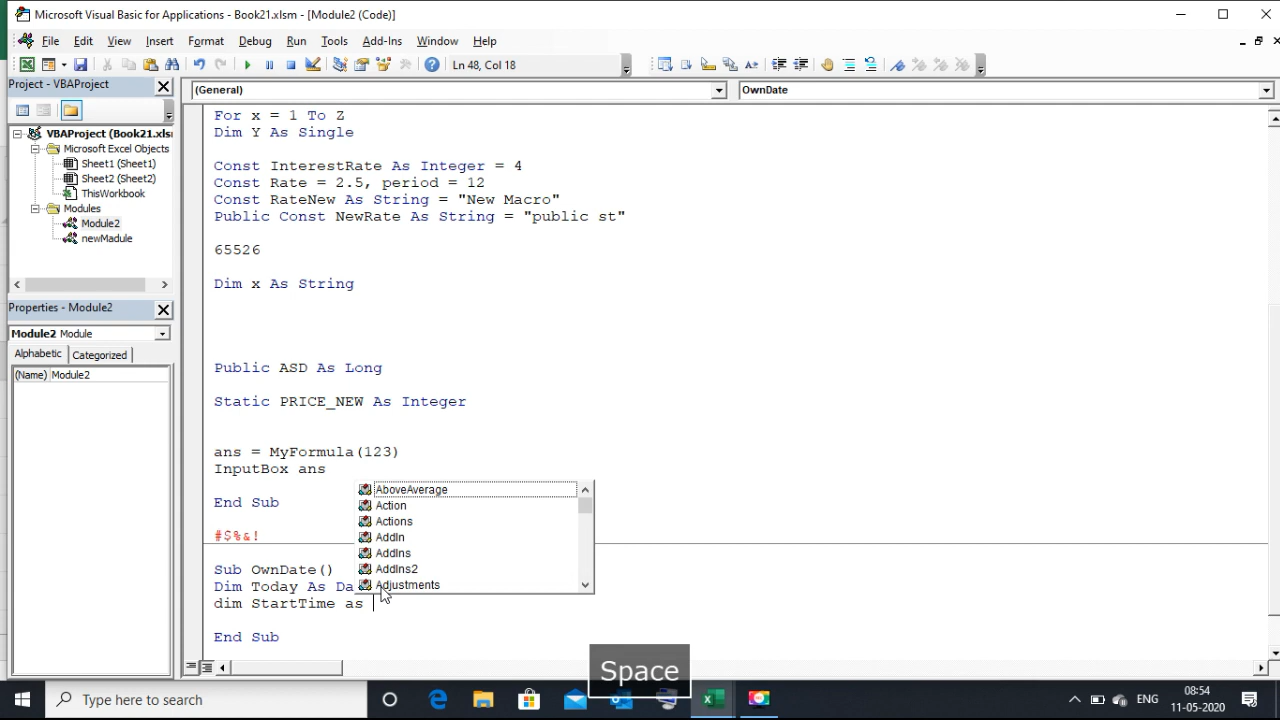 Microsoft Visual Basic for Applications - Book21.xlsm - [Module2 (Code)]
File Edit View Insert Format Debug Run Tools Add-Ins Window Help
Ln 48, Col 18
Project - VBAProject
(General)
OwnDate
VBAProject (Book21.xls
Microsoft Excel Objects
Sheet1 (Sheet1)
Sheet2 (Sheet2)
ThisWorkbook
Modules
Module2
newMadule
Properties - Module2
Module2 Module
Alphabetic Categorized
(Name) Module2
For x = 1 To Z
Dim Y As Single
Const InterestRate As Integer = 4
Const Rate = 2.5, period = 12
Const RateNew As String = "New Macro"
Public Const NewRate As String = "public st"
65526
Dim x As String
Public ASD As Long
Static PRICE_NEW As Integer
ans = MyFormula(123)
InputBox ans
End Sub
#$%&!
Sub OwnDate()
Dim Today As Da
dim StartTime as
End Sub
AboveAverage
Action
Actions
AddIn
AddIns
AddIns2
Adjustments
Space
Type here to search
ENG
08:54
11-05-2020